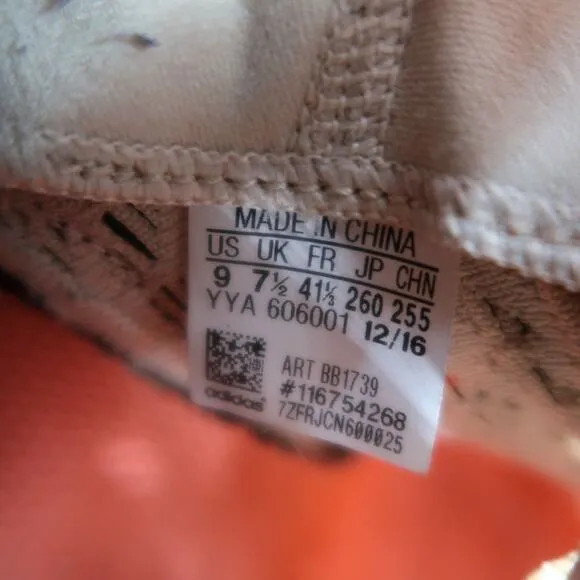 MADE IN CHINA
US UK FR JP CHN
9 7½ 41⅓ 260 255
YYA 606001 12/16
ART BB1739
#116754268
adidas 7ZFRJCN600025